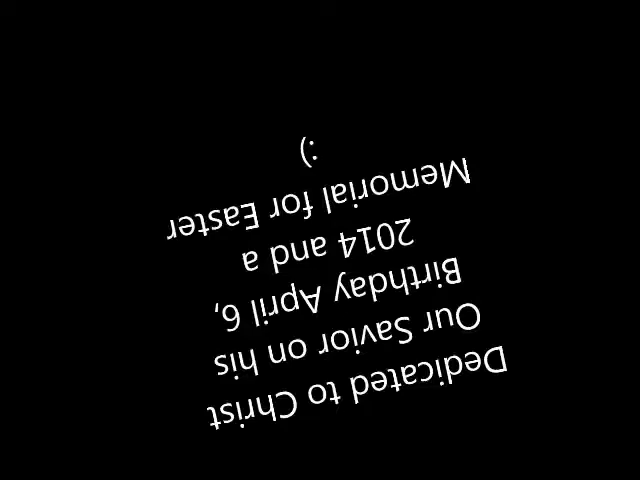 Dedicated to Christ
Our Savior on his
Birthday April 6,
2014 and a
Memorial for Easter
:)